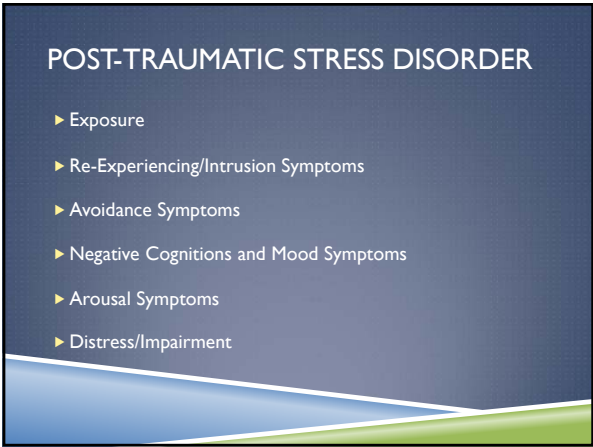 POST-TRAUMATIC STRESS DISORDER
Exposure
Re-Experiencing/Intrusion Symptoms
Avoidance Symptoms
Negative Cognitions and Mood Symptoms
Arousal Symptoms
Distress/Impairment